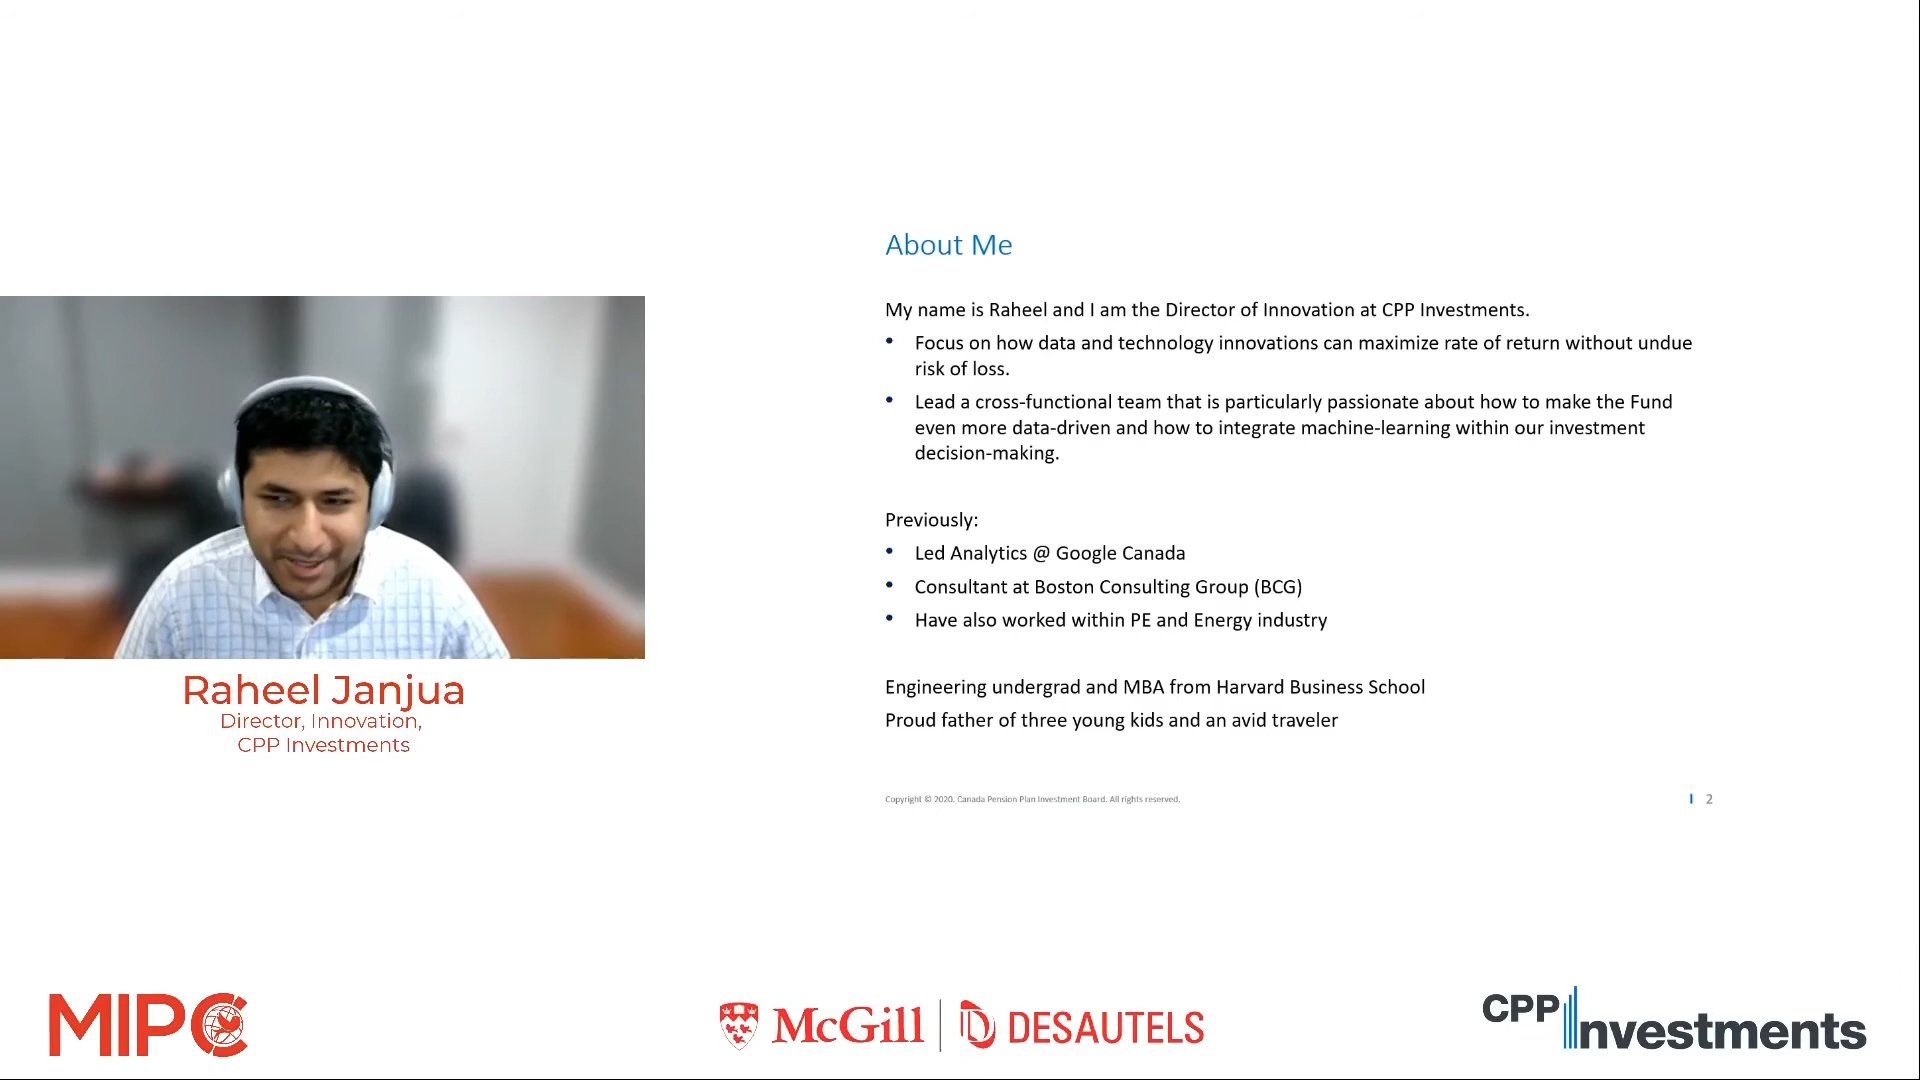 About Me
My name is Raheel and I am the Director of Innovation at CPP Investments.
• Focus on how data and technology innovations can maximize rate of return without undue
risk of loss.
• Lead a cross-functional team that is particularly passionate about how to make the Fund
even more data-driven and how to integrate machine-learning within our investment
decision-making.
Previously:
• Led Analytics @ Google Canada
• Consultant at Boston Consulting Group (BCG)
• Have also worked within PE and Energy industry
Engineering undergrad and MBA from Harvard Business School
Proud father of three young kids and an avid traveler
Copyright © 2020. Canada Pension Plan Investment Board. All rights reserved.
2
Raheel Janjua
Director, Innovation,
CPP Investments
MIPC
McGill
DESAUTELS
CPP Investments